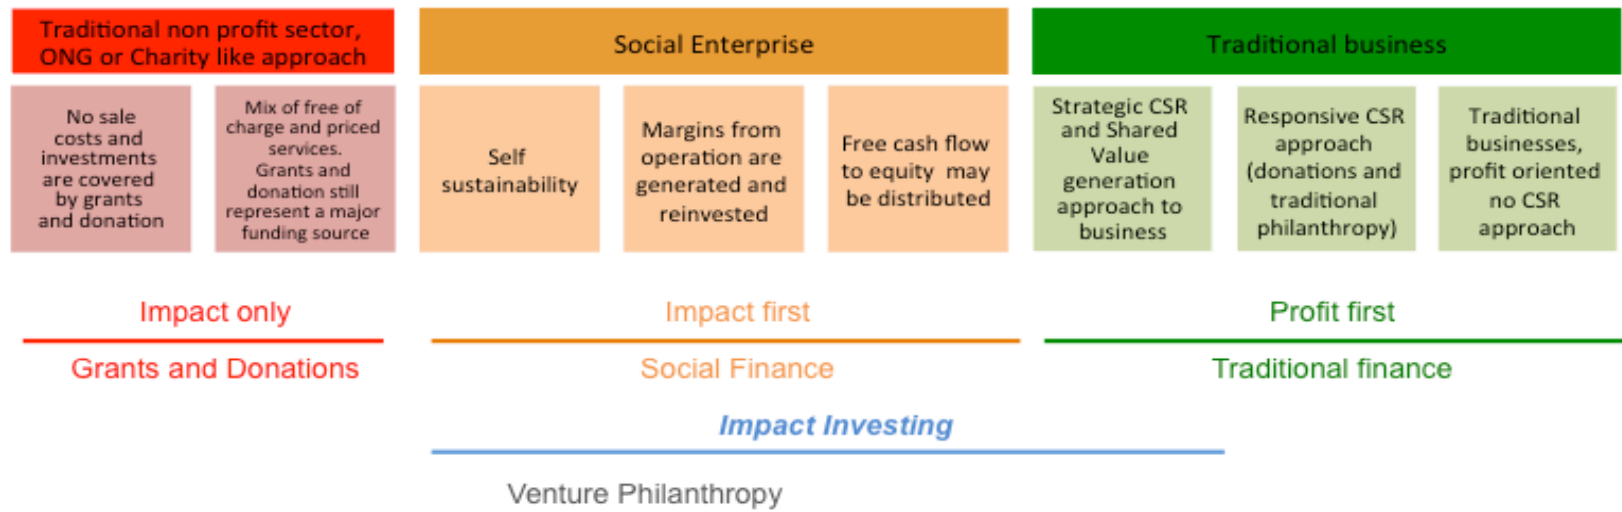 Traditional non profit sector,
ONG or Charity like approach
Social Enterprise
Traditional business
No sale
costs and
investments
are covered
by grants
and donation
Mix of free of
charge and priced
services.
Grants and
donation still
represent a major
funding source
Self
sustainability
Margins from
operation are
generated and
reinvested
Free cash flow
to equity may
be distributed
Strategic CSR
and Shared
Value
generation
approach to
business
Responsive CSR
approach
(donations and
traditional
philanthropy)
Traditional
businesses,
profit oriented
no CSR
approach
Impact only
Impact first
Profit first
Grants and Donations
Social Finance
Traditional finance
Impact Investing
Venture Philanthropy